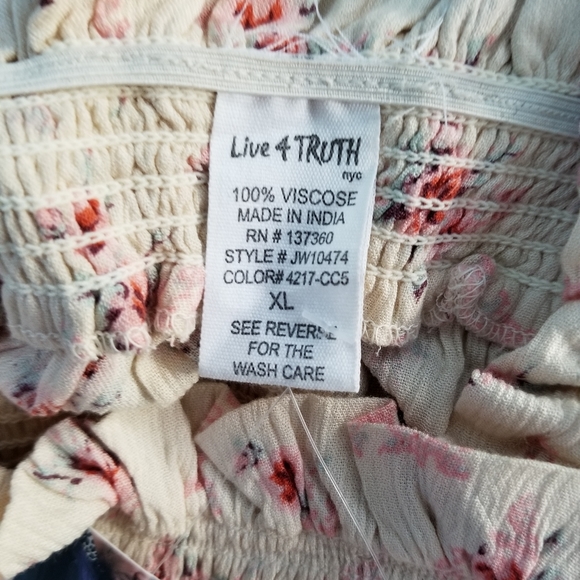 Live 4 TRUTH
nyc
100% VISCOSE
MADE IN INDIA
RN # 137360
STYLE # JW10474
COLOR# 4217-CC5
XL
SEE REVERSE
FOR THE
WASH CARE